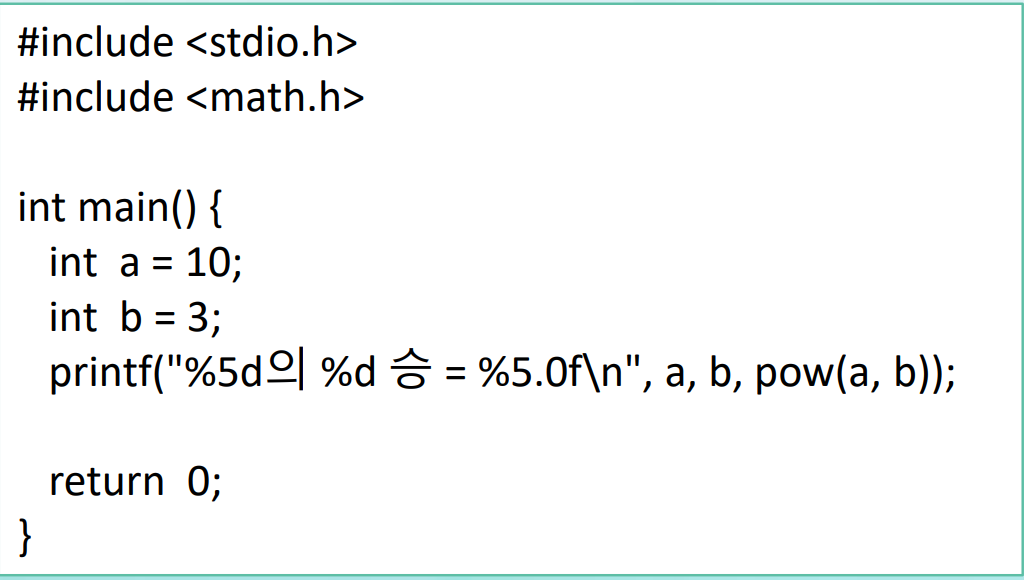 #include <stdio.h>
#include <math.h>
int main() {
int  a = 10;
int  b = 3;
printf("%5d의 %d 승 = %5.0f\n", a, b, pow(a, b));
return  0;
}